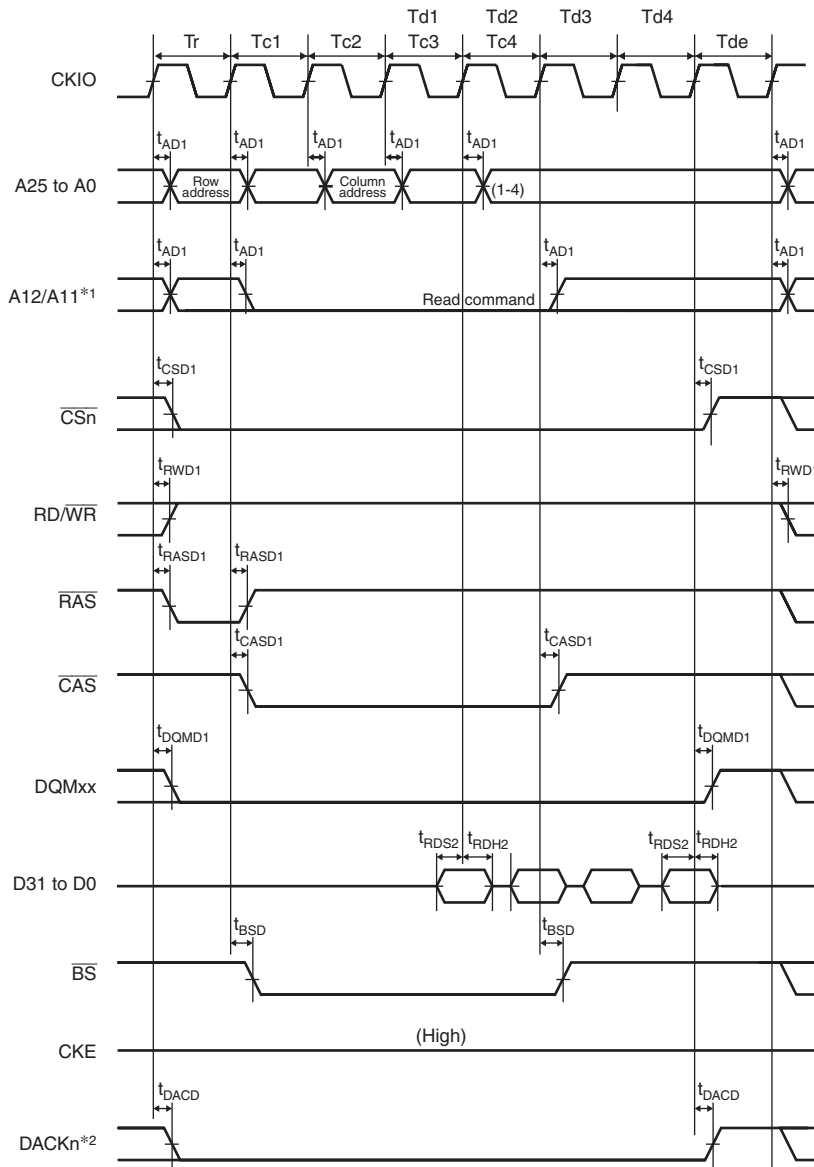 Td1 Td2 Td3 Td4
Tr Tc1 Tc2 Tc3 Tc4 Tde
CKIO
tAD1 tAD1 tAD1 tAD1 tAD1 tAD1
A25 to A0 Row address Column address (1-4)
tAD1 tAD1 tAD1 tAD1
A12/A11*1 Read command
tCSD1 tCSD1
CSn
tRWD1 tRWD1
RD/WR
tRASD1 tRASD1
RAS
tCASD1 tCASD1
CAS
tDQMD1 tDQMD1
DQMxx
tRDS2 tRDH2 tRDS2 tRDH2
D31 to D0
tBSD tBSD
BS
(High)
CKE
tDACD tDACD
DACKn*2